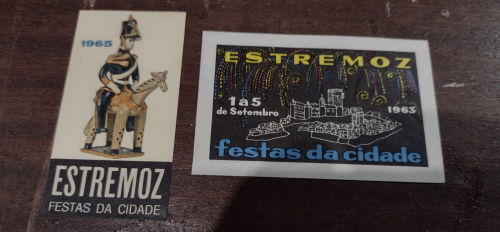 1965
ESTREMOZ
FESTAS DA CIDADE
ESTREMOZ
1 a 5
de Setembro
1963
festas da cidade